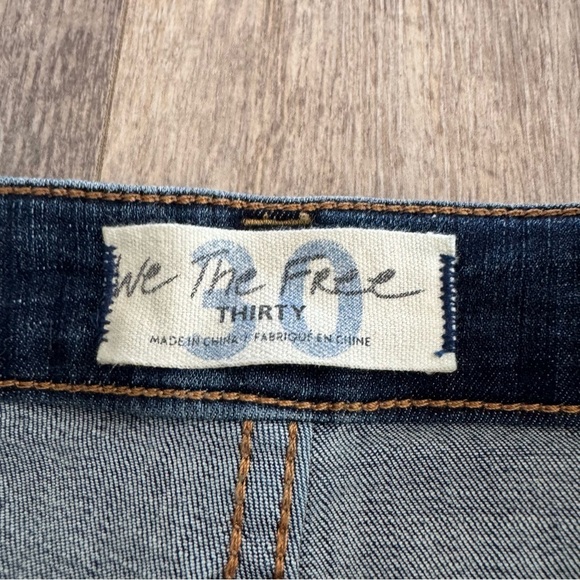 We The Free
30
THIRTY
MADE IN CHINA / FABRIQUÉ EN CHINE